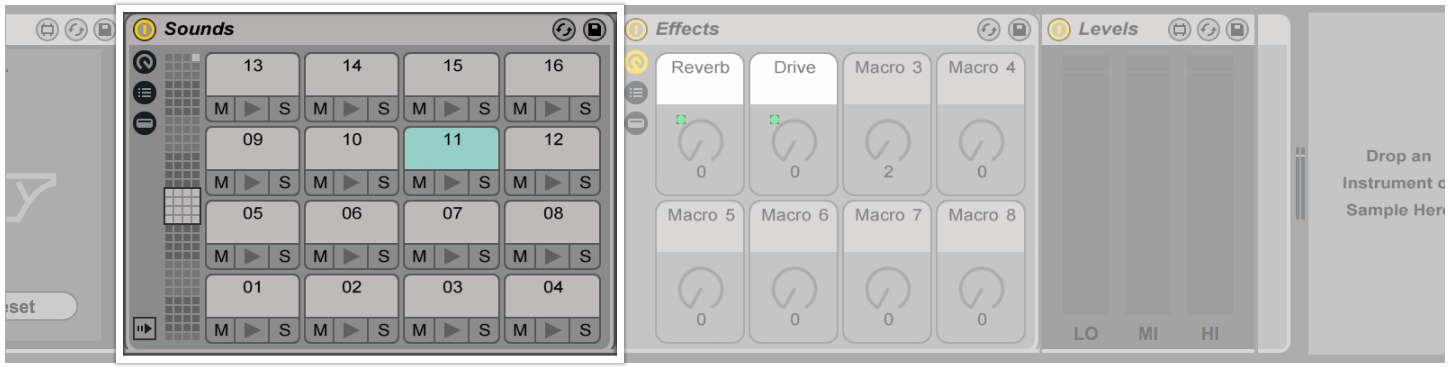 Sounds
13 14 15 16
M S M S M S M S
09 10 11 12
M S M S M S M S
05 06 07 08
M S M S M S M S
01 02 03 04
M S M S M S M S
Effects
Reverb Drive Macro 3 Macro 4
0 0 2 0
Macro 5 Macro 6 Macro 7 Macro 8
0 0 0 0
Levels
LO MI HI
Drop an
Instrument
Sample